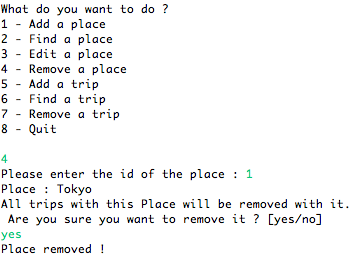 What do you want to do ?
1 - Add a place
2 - Find a place
3 - Edit a place
4 - Remove a place
5 - Add a trip
6 - Find a trip
7 - Remove a trip
8 - Quit
4
Please enter the id of the place : 1
Place : Tokyo
All trips with this Place will be removed with it.
Are you sure you want to remove it ? [yes/no]
yes
Place removed !